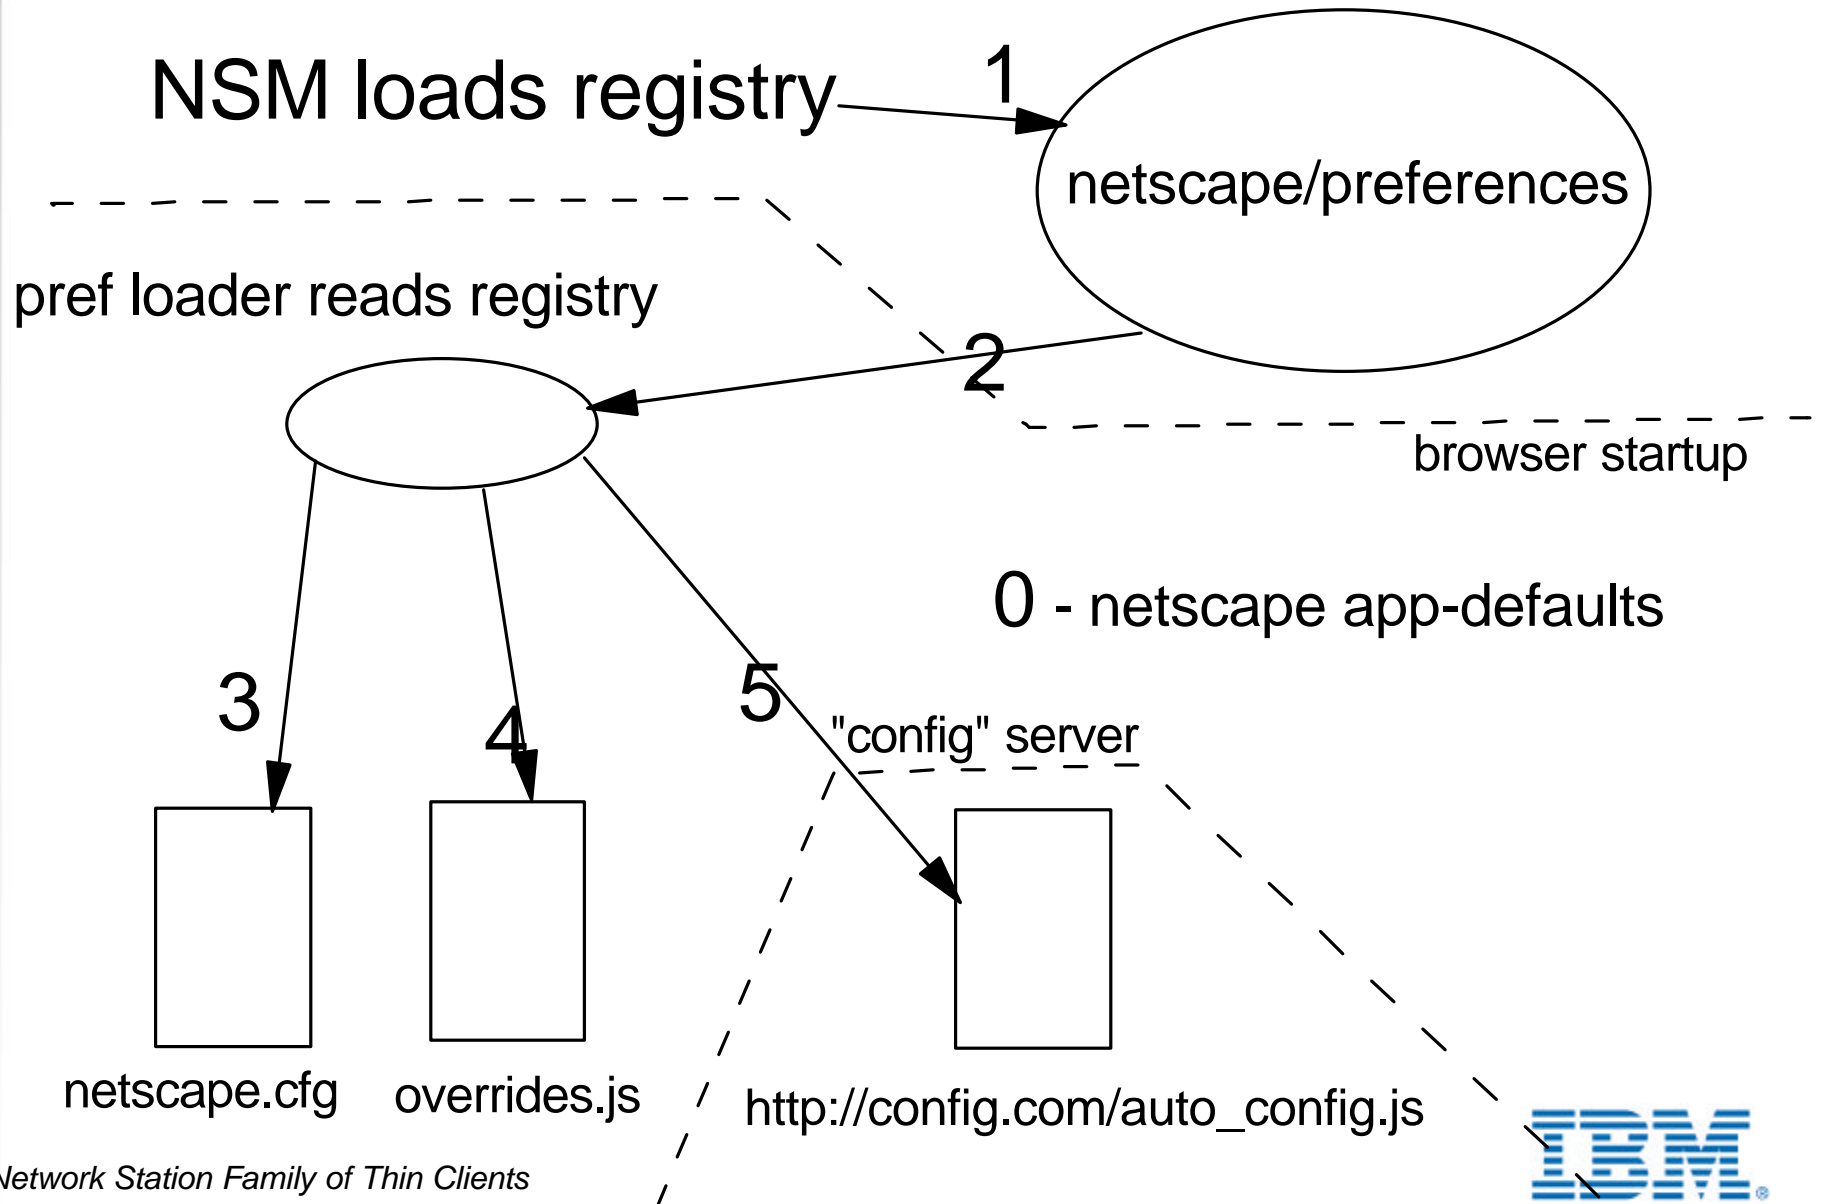 NSM loads registry
1
netscape/preferences
pref loader reads registry
2
browser startup
0 - netscape app-defaults
3
4
5
"config" server
netscape.cfg
overrides.js
http://config.com/auto_config.js
Network Station Family of Thin Clients
IBM®